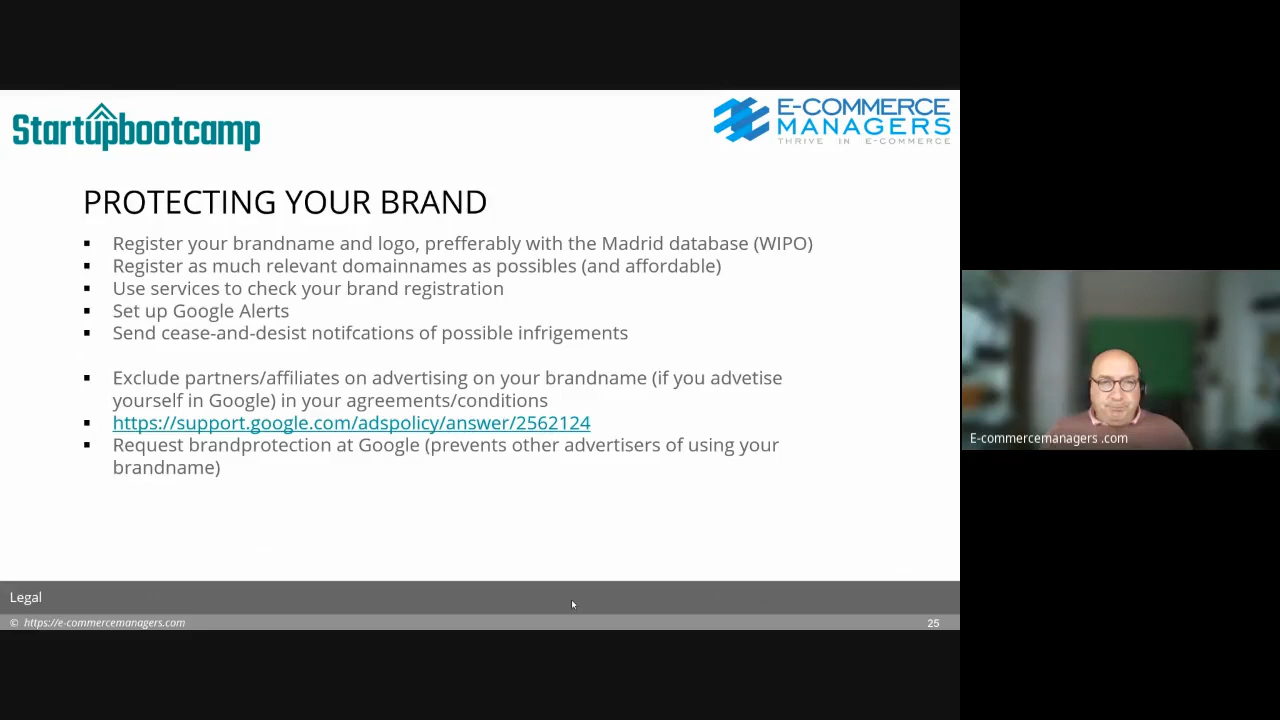 Startupbootcamp
E-COMMERCE
MANAGERS
THRIVE IN E-COMMERCE
PROTECTING YOUR BRAND
▪ Register your brandname and logo, prefferably with the Madrid database (WIPO)
▪ Register as much relevant domainnames as possibles (and affordable)
▪ Use services to check your brand registration
▪ Set up Google Alerts
▪ Send cease-and-desist notifcations of possible infrigements
▪ Exclude partners/affiliates on advertising on your brandname (if you advetise
yourself in Google) in your agreements/conditions
▪ https://support.google.com/adspolicy/answer/2562124
▪ Request brandprotection at Google (prevents other advertisers of using your
brandname)
E-commercemanagers .com
Legal
© https://e-commercemanagers.com
25